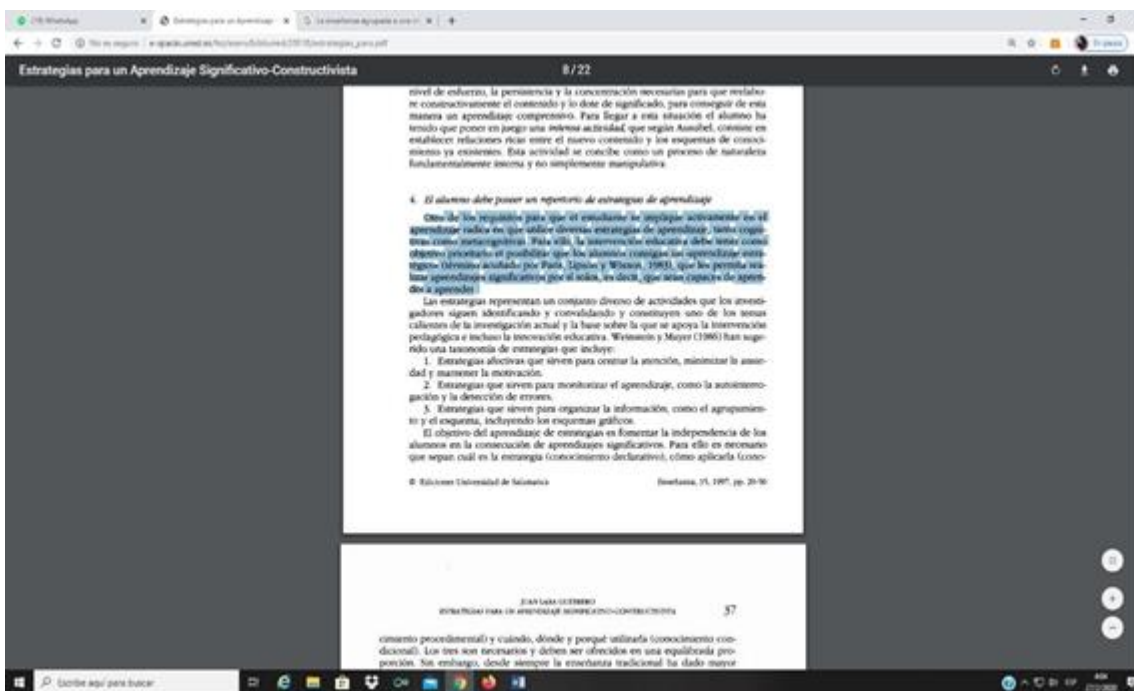 WhatsApp
Estrategias para un Aprendizaje
La enseñanza
No es seguro
Estrategias para un Aprendizaje Significativo-Constructivista
8/22
nivel de esfuerzo, la persistencia y la concentración necesarias para que reelabo-
re constructivamente el contenido y lo dote de significado, para conseguir de esta
manera un aprendizaje comprensivo. Para llegar a esta situación el alumno ha
tenido que poner en juego una intensa actividad, que según Ausubel, consiste en
establecer relaciones ricas entre el nuevo contenido y los esquemas de conoci-
miento ya existentes. Esta actividad se concibe como un proceso de naturaleza
fundamentalmente interna y no simplemente manipulativa.
4. El alumno debe poseer un repertorio de estrategias de aprendizaje
Otro de los requisitos para que el estudiante se implique activamente en el
aprendizaje radica en que utilice diversas estrategias de aprendizaje, tanto cogni-
tivas como metacognitivas. Para ello, la intervención educativa debe tener como
objetivo prioritario el posibilitar que los alumnos consigan un aprendizaje estra-
tégico (término acuñado por Paris, Lipson y Wixson, 1983), que les permita rea-
lizar aprendizajes significativos por sí solos, es decir, que sean capaces de apren-
der a aprender.
Las estrategias representan un conjunto diverso de actividades que los investi-
gadores siguen identificando y convalidando y constituyen uno de los temas
calientes de la investigación actual y la base sobre la que se apoya la intervención
pedagógica e incluso la innovación educativa. Weinstein y Mayer (1986) han suge-
rido una taxonomía de estrategias que incluye:
1. Estrategias afectivas que sirven para centrar la atención, minimizar la ansie-
dad y mantener la motivación.
2. Estrategias que sirven para monitorizar el aprendizaje, como la autointerro-
gación y la detección de errores.
3. Estrategias que sirven para organizar la información, como el agrupamien-
to y el esquema, incluyendo los esquemas gráficos.
El objetivo del aprendizaje de estrategias es fomentar la independencia de los
alumnos en la consecución de aprendizajes significativos. Para ello es necesario
que sepan cuál es la estrategia (conocimiento declarativo), cómo aplicarla (cono-
© Ediciones Universidad de Salamanca
Enseñanza, 15, 1997, pp.
JUAN LARA GUERRERO
ESTRATEGIAS PARA UN APRENDIZAJE SIGNIFICATIVO-CONSTRUCTIVISTA
37
cimiento procedimental) y cuándo, dónde y porqué utilizarla (conocimiento con-
dicional). Los tres son necesarios y deben ser ofrecidos en una equilibrada pro-
porción. Sin embargo, desde siempre la enseñanza tradicional ha dado mayor
Escribe aquí para buscar